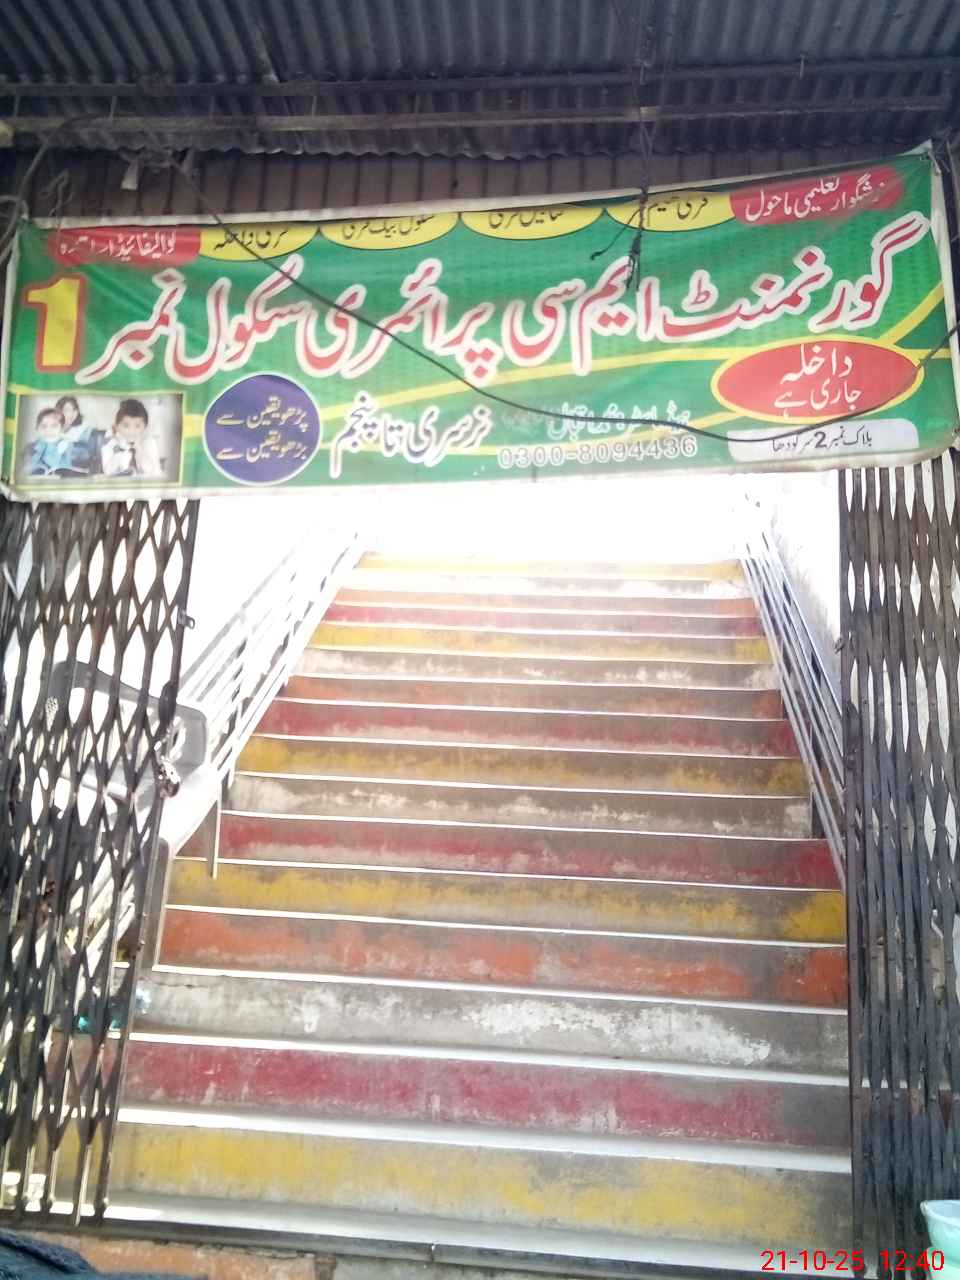 خوشگوار تعلیمی ماحول
فری
فری
سکول بیگ فری
فری داخلہ
کوالیفائیڈ اساتذہ
گورنمنٹ ایم سی پرائمری سکول نمبر 1
داخلہ
جاری ہے
نرسری تا پنجم
پڑھو یقین سے
بڑھو یقین سے
0300-8094436
بلاک نمبر 2 سرگودھا
21-10-25 12:40